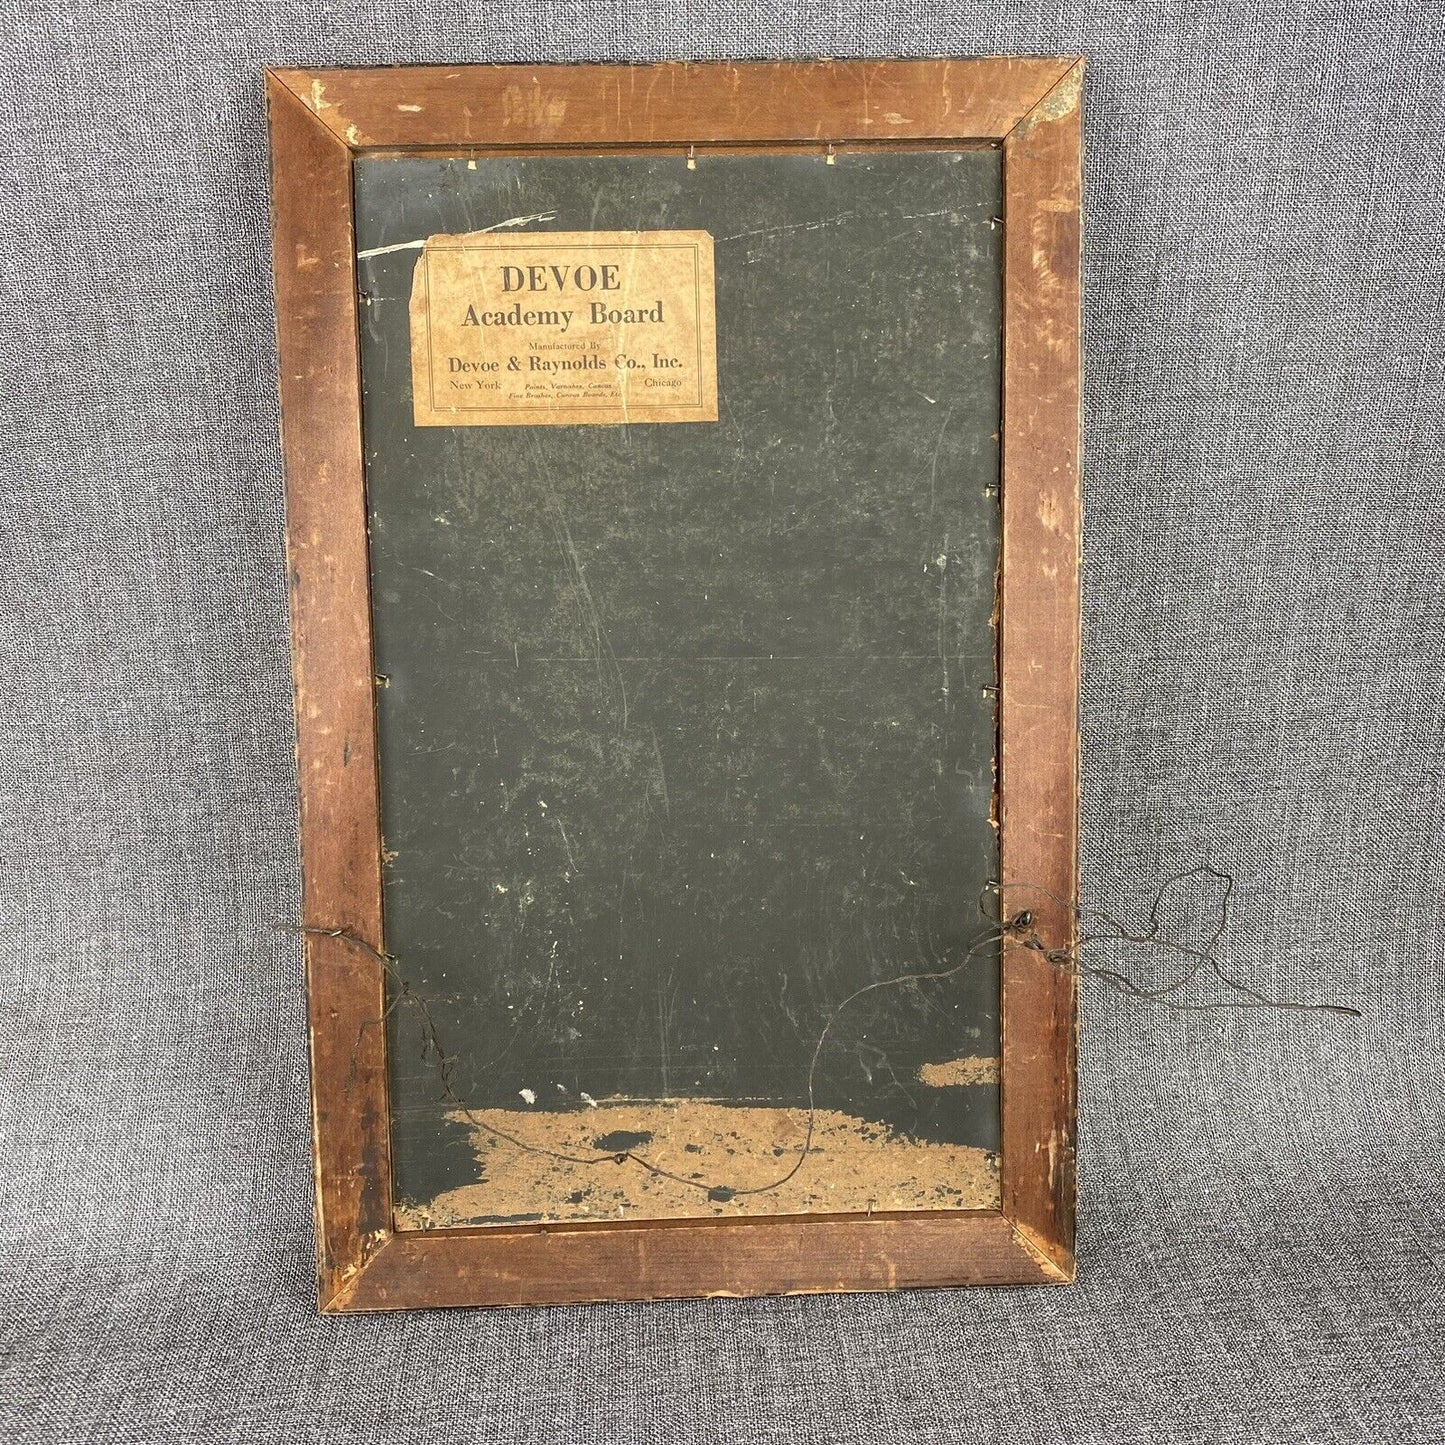 DEVOE
Academy Board
Manufactured By
Devoe & Raynolds Co., Inc.
New York Paints, Varnishes, Canvas Chicago
Fine Brushes, Canvas Boards, Etc.